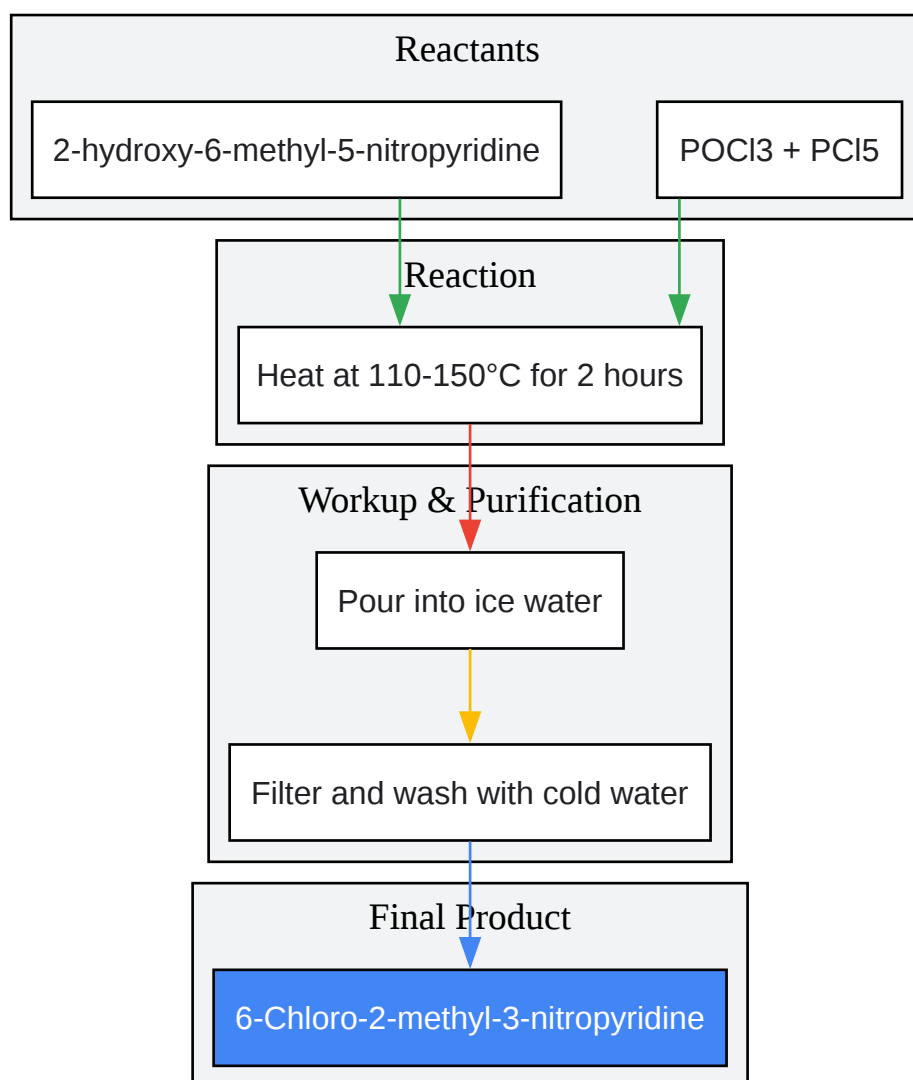 Reactants
2-hydroxy-6-methyl-5-nitropyridine
POCl3 + PCl5
Reaction
Heat at 110-150°C for 2 hours
Workup & Purification
Pour into ice water
Filter and wash with cold water
Final Product
6-Chloro-2-methyl-3-nitropyridine